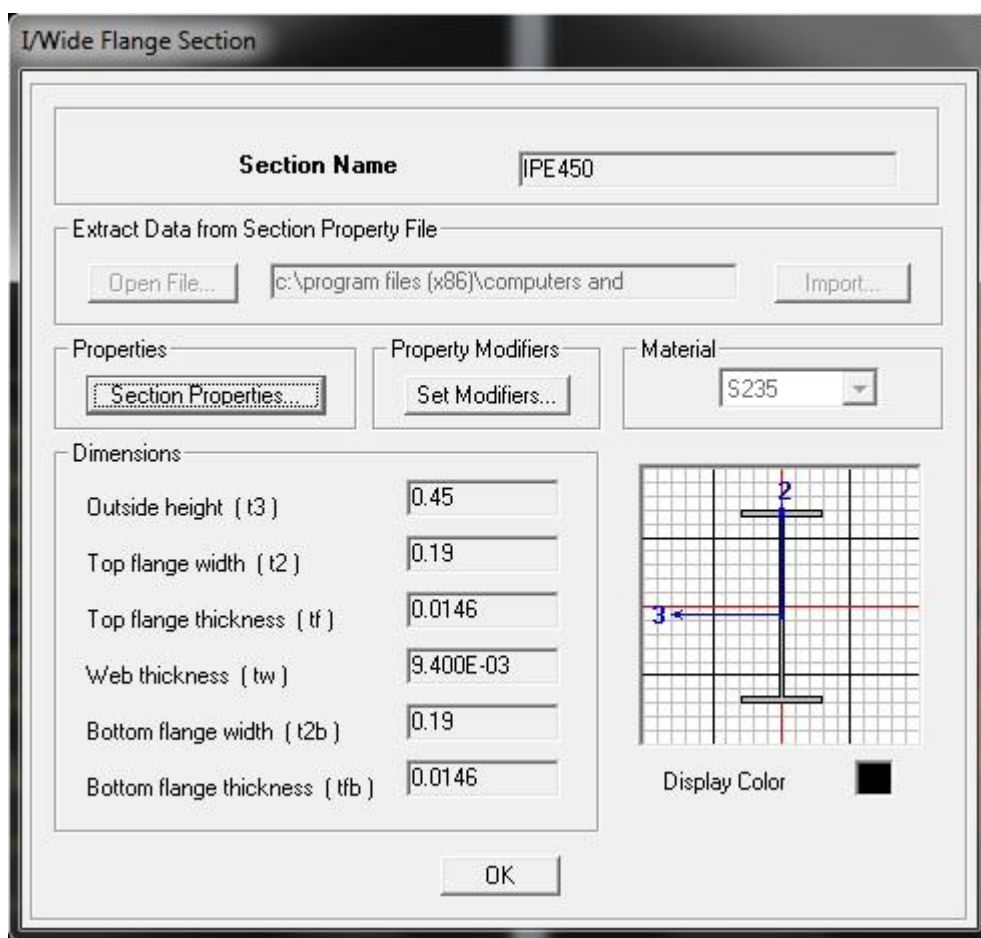 I/Wide Flange Section
Section Name IPE450
Extract Data from Section Property File
Open File... c:\program files (x86)\computers and Import...
Properties Property Modifiers Material
Section Properties... Set Modifiers... S235
Dimensions
Outside height ( t3 ) 0.45
Top flange width ( t2 ) 0.19
Top flange thickness ( tf ) 0.0146
Web thickness ( tw ) 9.400E-03
Bottom flange width ( t2b ) 0.19
Bottom flange thickness ( tfb ) 0.0146
2
3
Display Color
OK